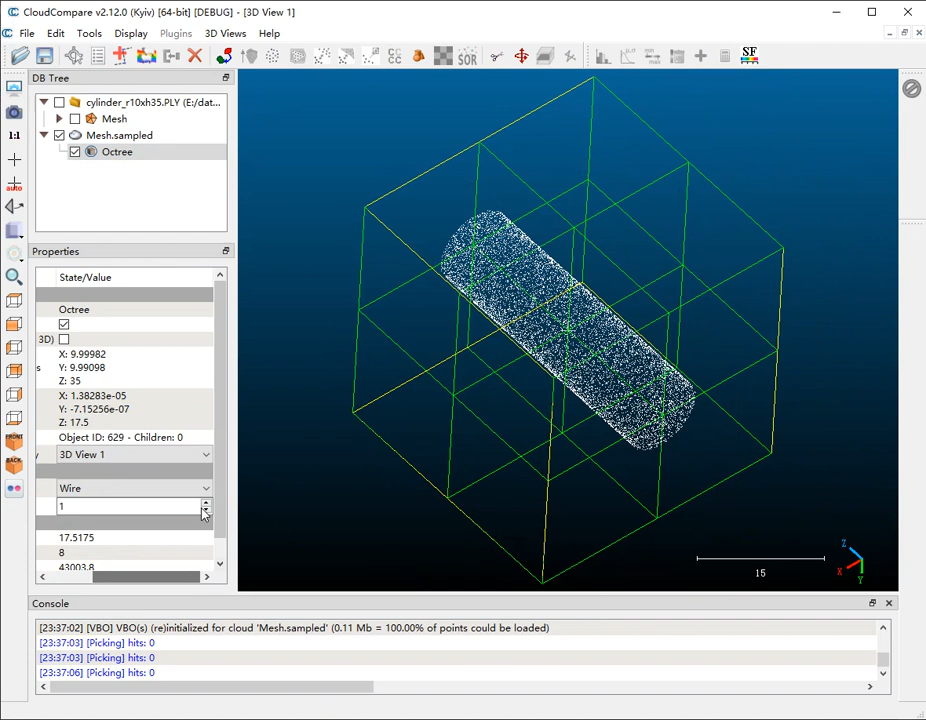 CloudCompare v2.12.0 (Kyiv) [64-bit] [DEBUG] - [3D View 1]
File Edit Tools Display Plugins 3D Views Help
CCC
SOR
SF
DB Tree
cylinder_r10xh35.PLY (E:/dat...
Mesh
Mesh.sampled
Octree
1:1
auto
FRONT
BACK
Properties
State/Value
Octree
3D)
X: 9.99982
s Y: 9.99098
Z: 35
X: 1.38283e-05
Y: -7.15256e-07
Z: 17.5
Object ID: 629 - Children: 0
y 3D View 1
Wire
1
17.5175
8
43003.8
15
Z
X
Y
Console
[23:37:02] [VBO] VBO(s) (re)initialized for cloud 'Mesh.sampled' (0.11 Mb = 100.00% of points could be loaded)
[23:37:03] [Picking] hits: 0
[23:37:03] [Picking] hits: 0
[23:37:06] [Picking] hits: 0